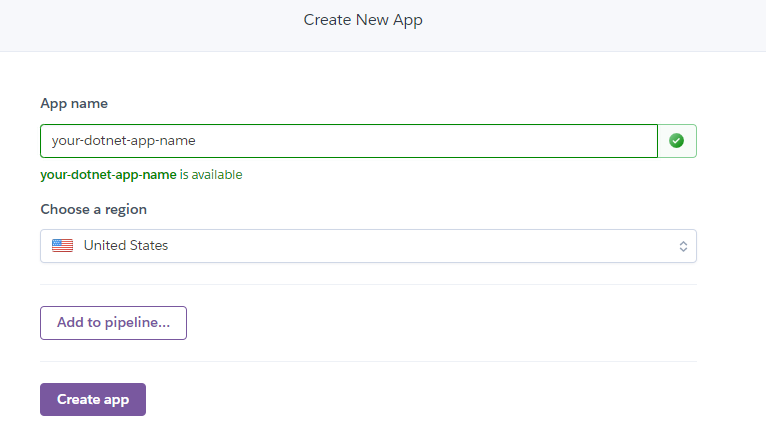 Create New App
App name
your-dotnet-app-name
your-dotnet-app-name is available
Choose a region
United States
Add to pipeline...
Create app